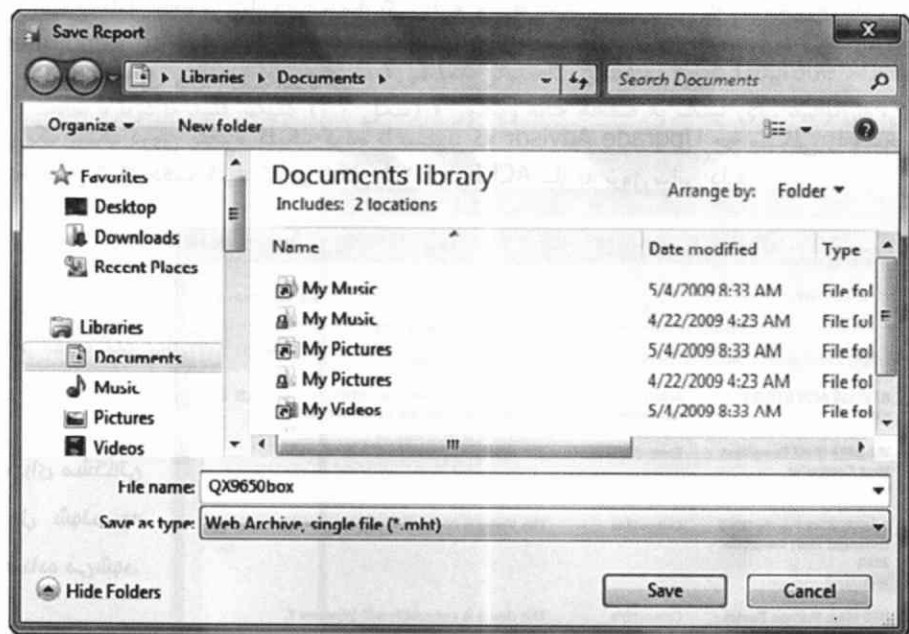 Save Report
Libraries Documents
Search Documents
Organize New folder
Favorites
Desktop
Downloads
Recent Places
Libraries
Documents
Music
Pictures
Videos
Documents library
Includes: 2 locations
Arrange by: Folder
Name Date modified Type
My Music 5/4/2009 8:33 AM File fol
My Music 4/22/2009 4:23 AM File fol
My Pictures 5/4/2009 8:33 AM File fol
My Pictures 4/22/2009 4:23 AM File fol
My Videos 5/4/2009 8:33 AM File fol
File name: QX9650box
Save as type: Web Archive, single file (*.mht)
Hide Folders
Save Cancel